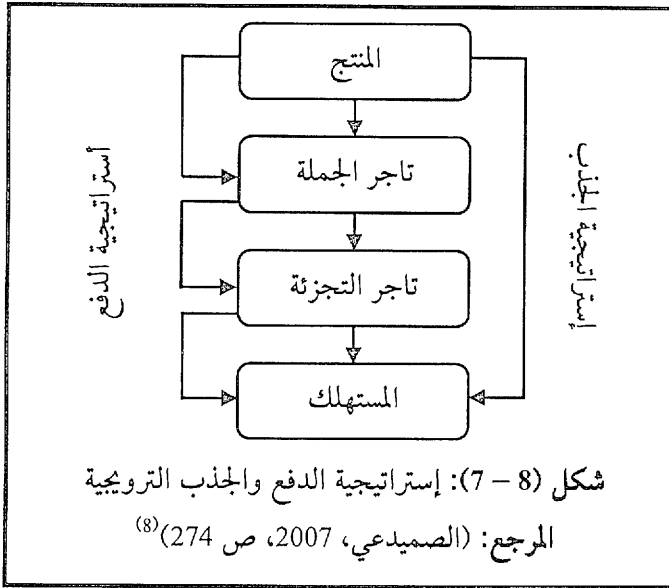 المنتج
تاجر الجملة
تاجر التجزئة
المستهلك
أستراتيجية الدفع
إستراتيجية الجذب
شكل (8 – 7): إستراتيجية الدفع والجذب الترويجية
المرجع: (الصميدعي، 2007، ص 274)(8)